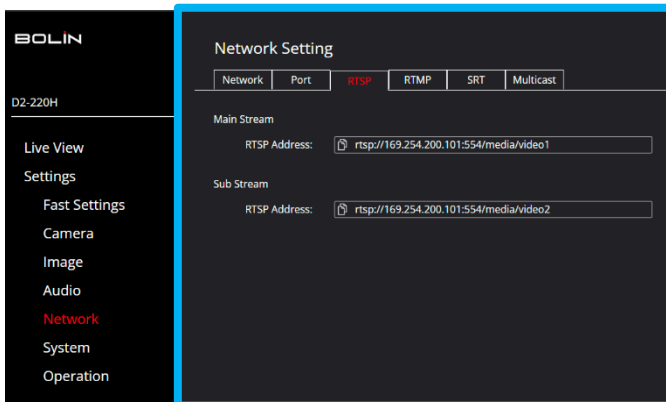 BOLIN
D2-220H
Live View
Settings
Fast Settings
Camera
Image
Audio
Network
System
Operation
Network Setting
Network Port RTSP RTMP SRT Multicast
Main Stream
RTSP Address: rtsp://169.254.200.101:554/media/video1
Sub Stream
RTSP Address: rtsp://169.254.200.101:554/media/video2